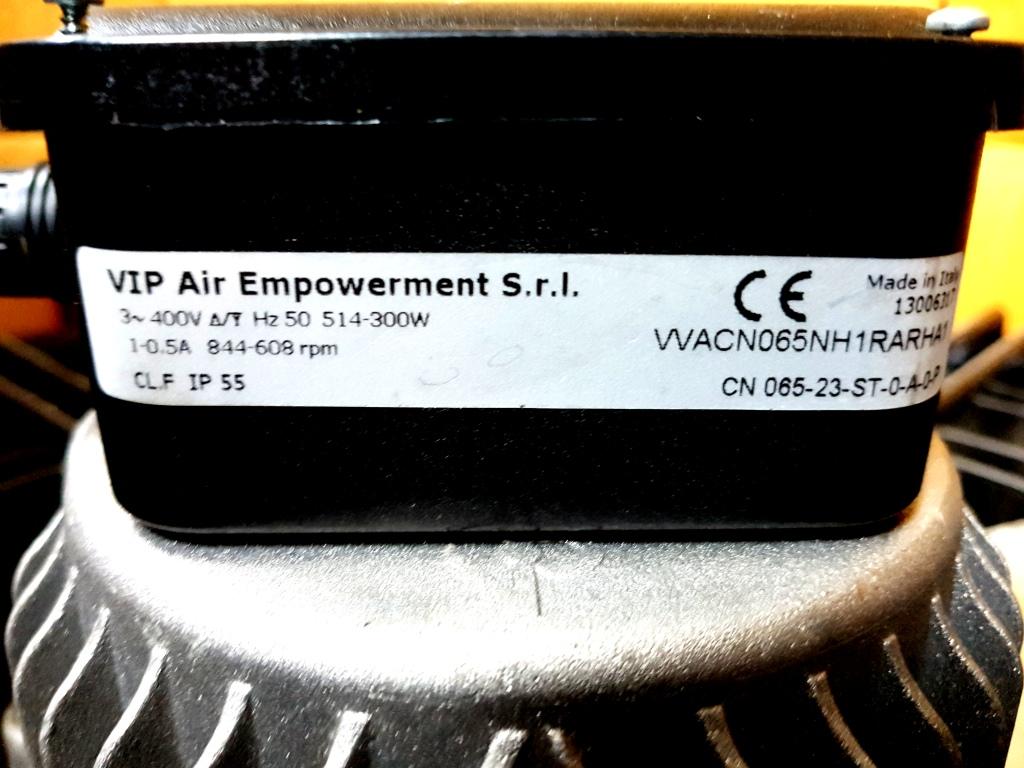 VIP Air Empowerment S.r.l.
3~ 400V Δ/Y Hz 50 514-300W
1-0.5A 844-608 rpm
CL.F IP 55
CE
Made in Italy
13006317
VVACN065NH1RARHA1
CN 065-23-ST-0-A-0-P